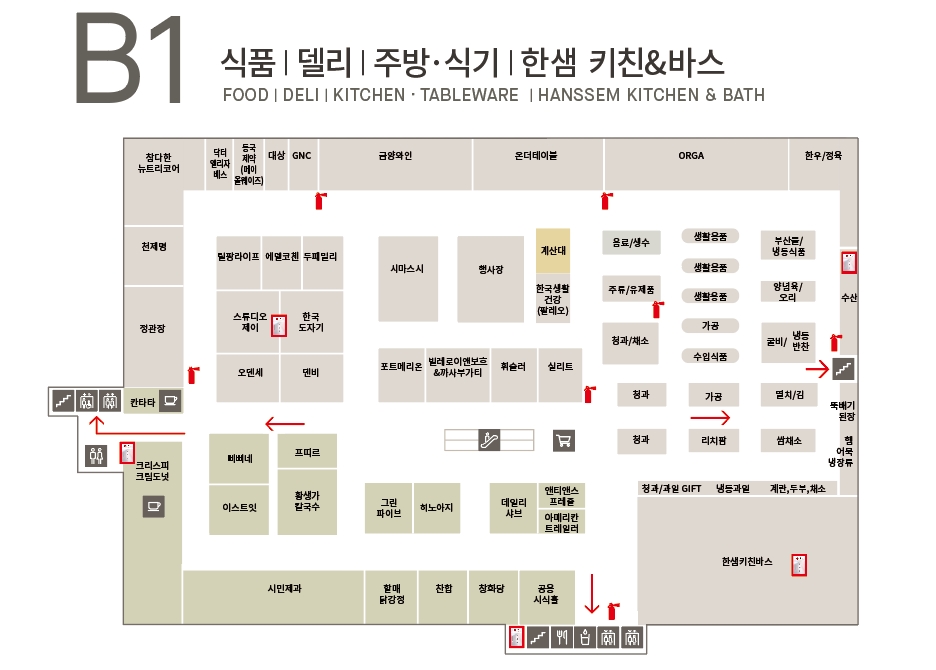 B1
식품 | 델리 | 주방·식기 | 한샘 키친&바스
FOOD | DELI | KITCHEN · TABLEWARE | HANSSEM KITCHEN & BATH
참다한
뉴트리코어
닥터
엘리자
베스
동국
제약
(메이
올웨이즈)
대상
GNC
금양와인
온더테이블
ORGA
한우/정육
천제명
정관장
칸타타
크리스피
크림도넛
릴팡라이프
에델코첸
두패밀리
스튜디오
제이
한국
도자기
오덴세
덴비
시마스시
행사장
계산대
한국생활
건강
(팔레오)
포트메리온
빌레로이앤보흐
&까사부가티
휘슬러
실리트
음료/생수
주류/유제품
청과/채소
생활용품
생활용품
생활용품
가공
수입식품
부산물/
냉동식품
양념육/
오리
굴비/
냉동
반찬
수산
청과
가공
멸치/김
청과
리치팜
쌈채소
뚝배기
된장
햄
어묵
냉장류
청과/과일 GIFT
냉동과일
계란,두부,채소
한샘키친바스
삐삐네
프띠르
이스트잇
황생가
칼국수
그린
파이브
히노아지
데일리
샤브
앤티앤스
프레즐
아메리칸
트레일러
시민제과
할매
닭강정
찬합
창화당
공용
시식홀